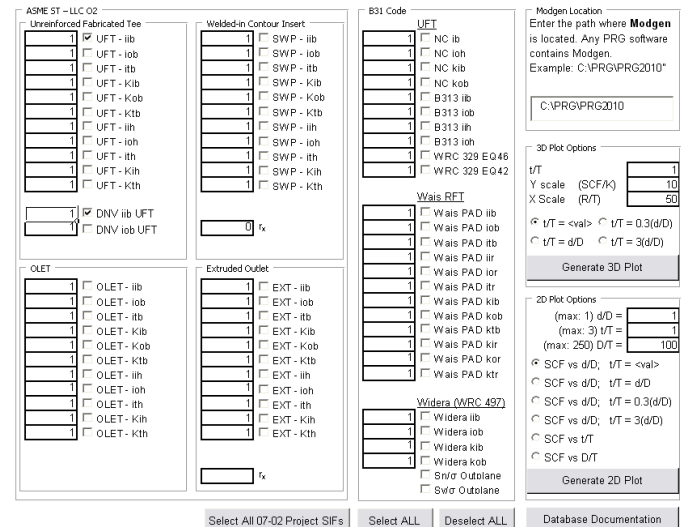 ASME ST – LLC 02
Unreinforced Fabricated Tee
1 UFT - iib
1 UFT - iob
1 UFT - itb
1 UFT - Kib
1 UFT - Kob
1 UFT - Ktb
1 UFT - iih
1 UFT - ioh
1 UFT - ith
1 UFT - Kih
1 UFT - Kth
1 DNV iib UFT
1 DNV iob UFT
Welded-in Contour Insert
1 SWP - iib
1 SWP - iob
1 SWP - itb
1 SWP - Kib
1 SWP - Kob
1 SWP - Ktb
1 SWP - iih
1 SWP - ioh
1 SWP - ith
1 SWP - Kih
1 SWP - Kth
0 rx
OLET
1 OLET - iib
1 OLET - iob
1 OLET - itb
1 OLET - Kib
1 OLET - Kob
1 OLET - Ktb
1 OLET - iih
1 OLET - ioh
1 OLET - ith
1 OLET - Kih
1 OLET - Kth
Extruded Outlet
1 EXT - iib
1 EXT - iob
1 EXT - itb
1 EXT - Kib
1 EXT - Kob
1 EXT - Ktb
1 EXT - iih
1 EXT - ioh
1 EXT - ith
1 EXT - Kih
1 EXT - Kth
rx
Select All 07-02 Project SIFs
B31 Code
UFT
1 NC ib
1 NC ioh
1 NC kib
1 NC kob
1 B313 iib
1 B313 iob
1 B313 iih
1 B313 ioh
1 WRC 329 EQ46
1 WRC 329 EQ42
Wais RFT
1 Wais PAD iib
1 Wais PAD iob
1 Wais PAD itb
1 Wais PAD iir
1 Wais PAD ior
1 Wais PAD itr
1 Wais PAD kib
1 Wais PAD kob
1 Wais PAD ktb
1 Wais PAD kir
1 Wais PAD kor
1 Wais PAD ktr
Widera (WRC 497)
1 Widera iib
1 Widera iob
1 Widera kib
1 Widera kob
Sn/σ Outplane
Sv/σ Outplane
Select ALL
Deselect ALL
Modgen Location
Enter the path where Modgen
is located. Any PRG software
contains Modgen.
Example: C:\PRG\PRG2010"
C:\PRG\PRG2010
3D Plot Options
t/T 1
Y scale (SCF/K) 10
X Scale (R/T) 50
t/T = <val> t/T = 0.3(d/D)
t/T = d/D t/T = 3(d/D)
Generate 3D Plot
2D Plot Options
(max: 1) d/D = 1
(max: 3) t/T = 1
(max: 250) D/T = 100
SCF vs d/D; t/T = <val>
SCF vs d/D; t/T = d/D
SCF vs d/D; t/T = 0.3(d/D)
SCF vs d/D; t/T = 3(d/D)
SCF vs t/T
SCF vs D/T
Generate 2D Plot
Database Documentation